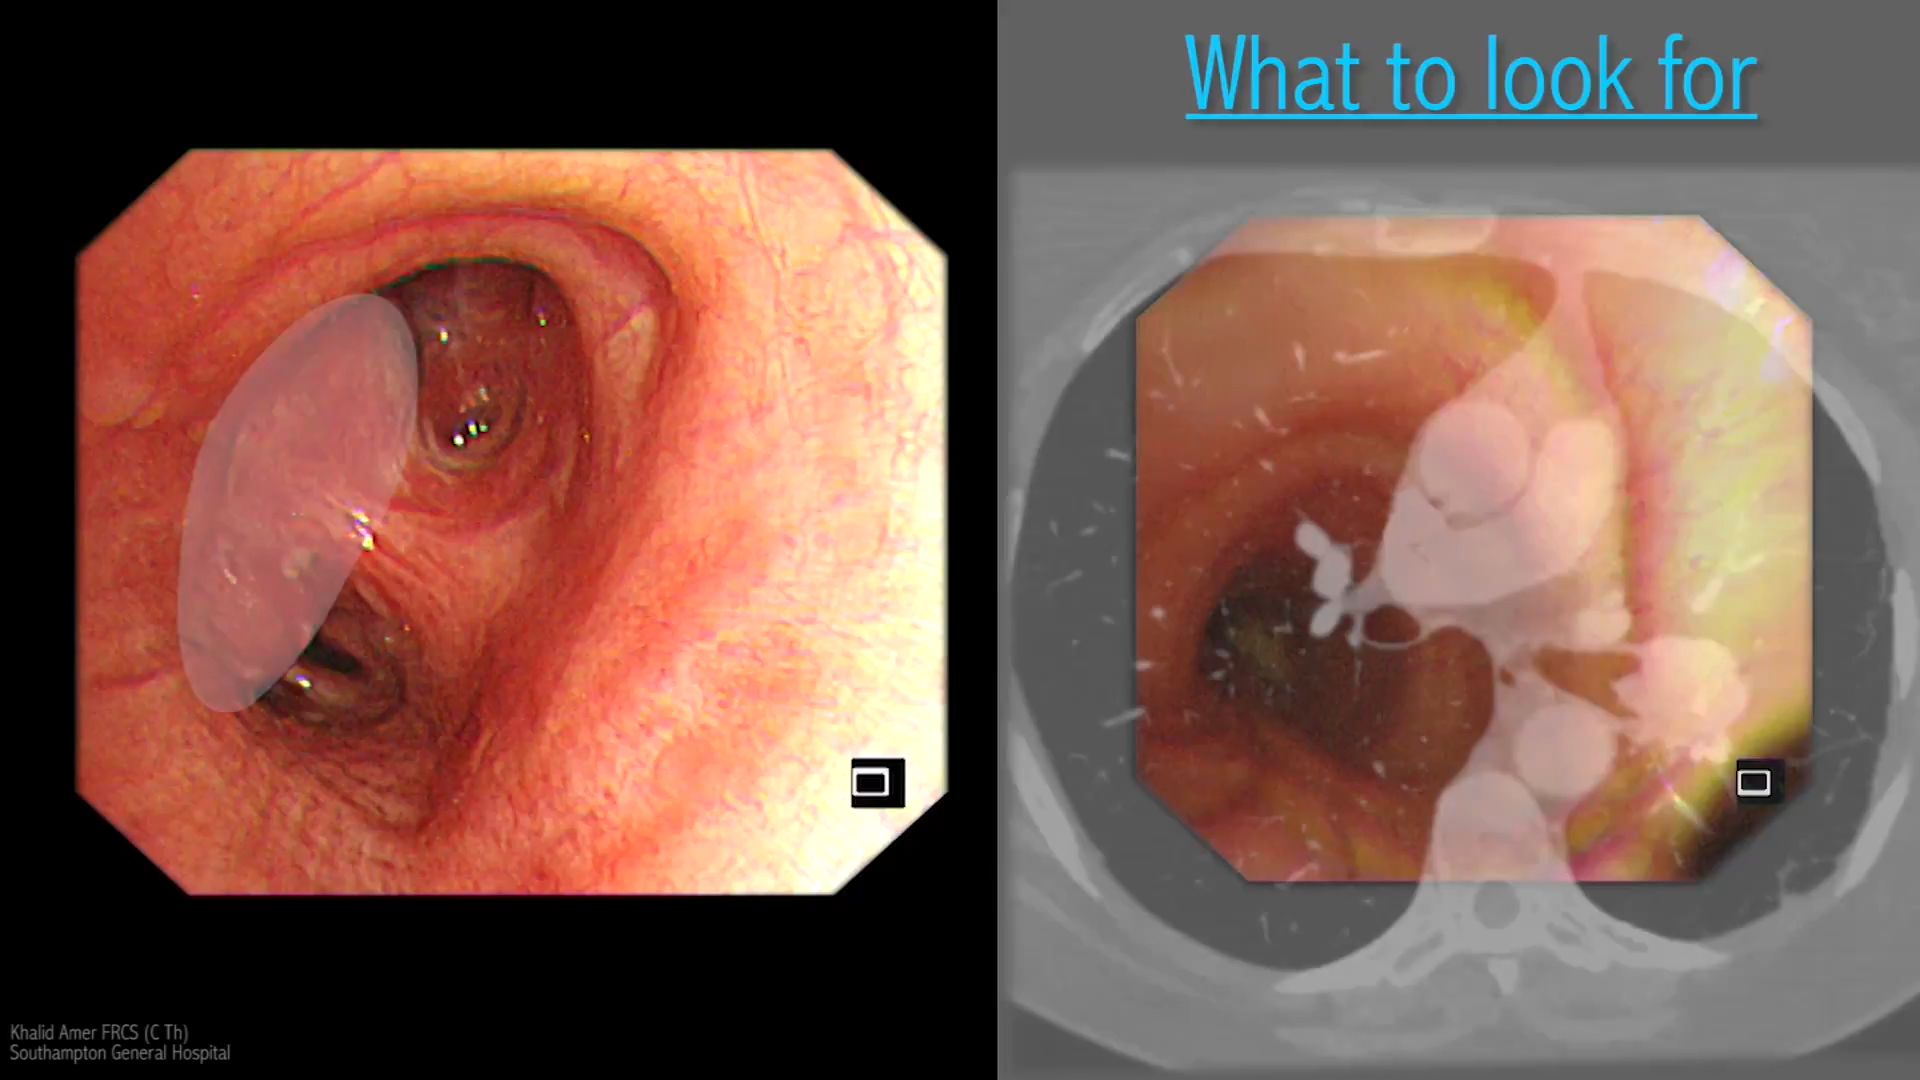 What to look for
Khalid Amer FRCS (C Th)
Southampton General Hospital